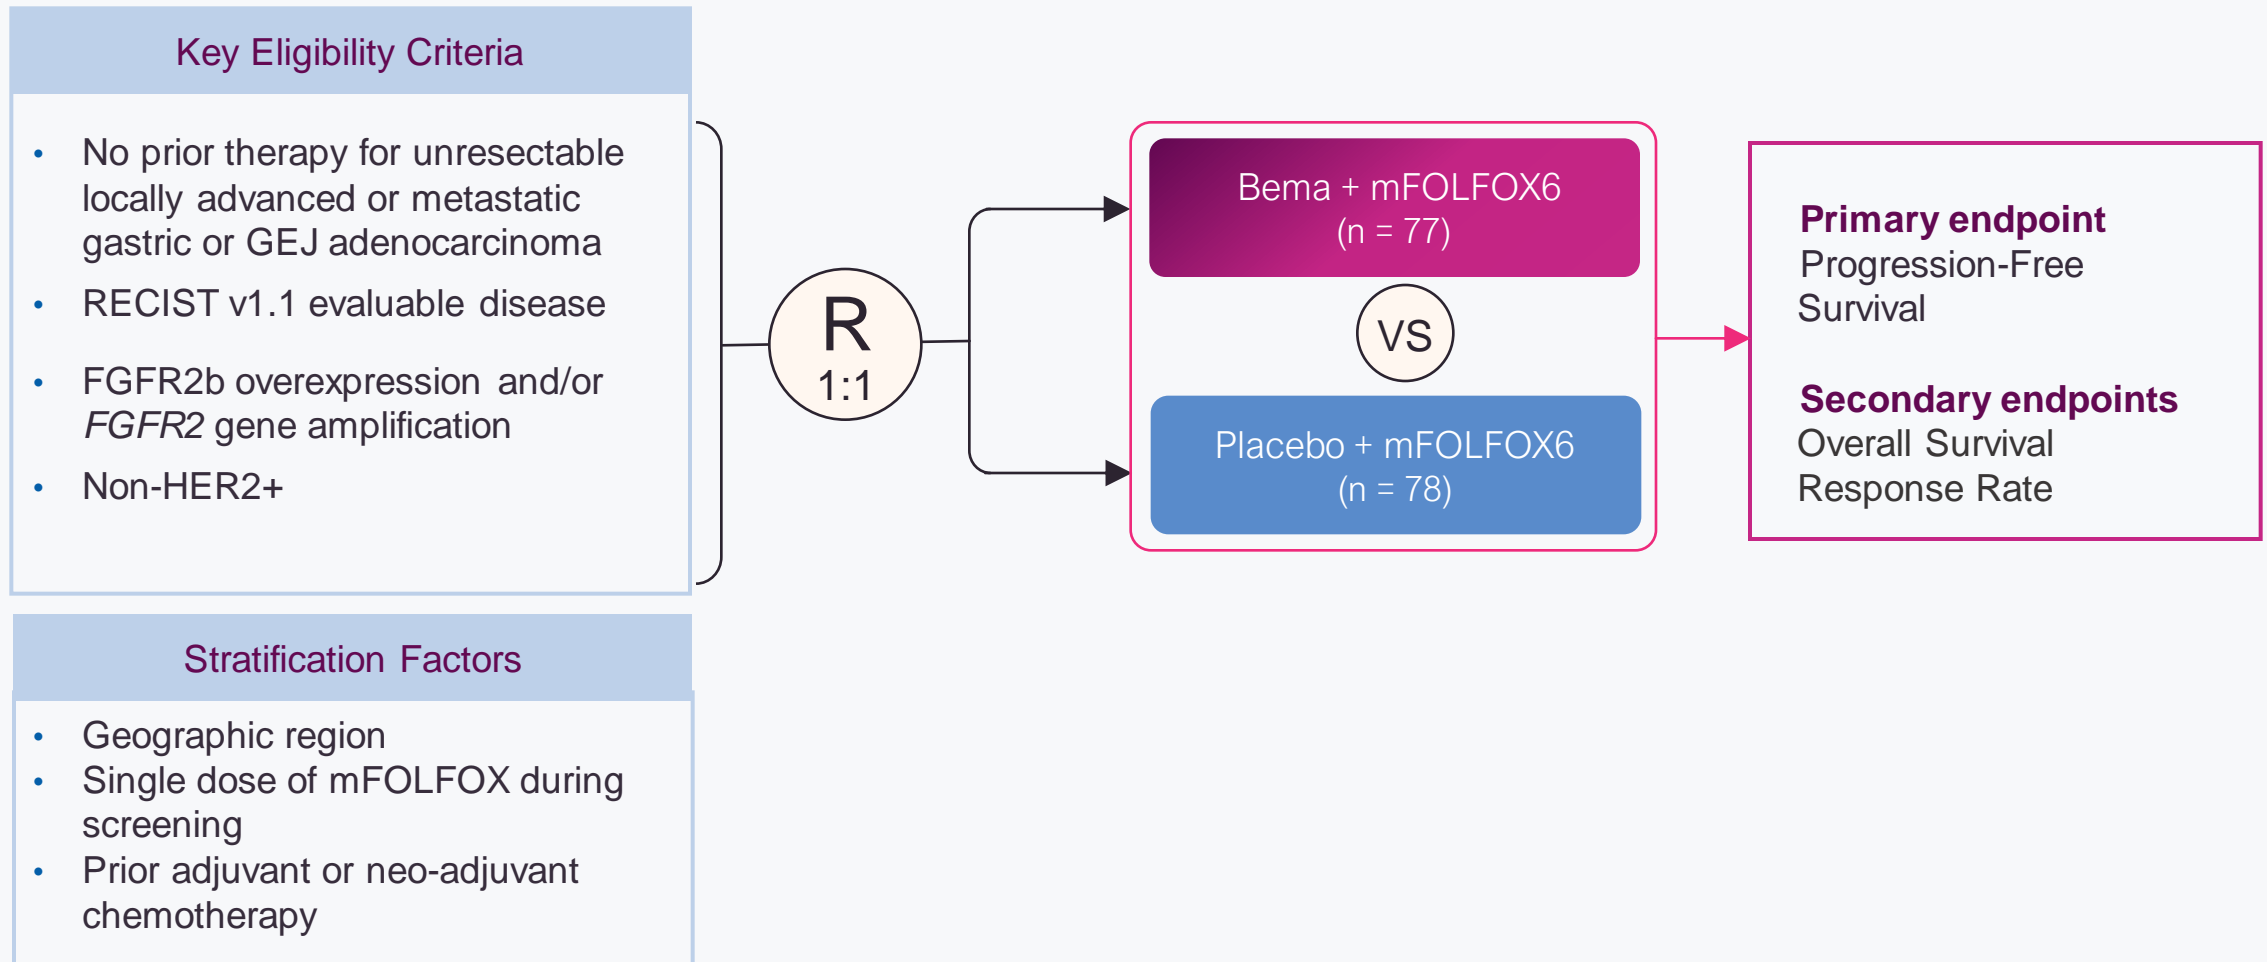 Key Eligibility Criteria
• No prior therapy for unresectable
locally advanced or metastatic
gastric or GEJ adenocarcinoma
• RECIST v1.1 evaluable disease
• FGFR2b overexpression and/or
FGFR2 gene amplification
• Non-HER2+
Stratification Factors
• Geographic region
• Single dose of mFOLFOX during
screening
• Prior adjuvant or neo-adjuvant
chemotherapy
R
1:1
Bema + mFOLFOX6
(n = 77)
VS
Placebo + mFOLFOX6
(n = 78)
Primary endpoint
Progression-Free
Survival
Secondary endpoints
Overall Survival
Response Rate